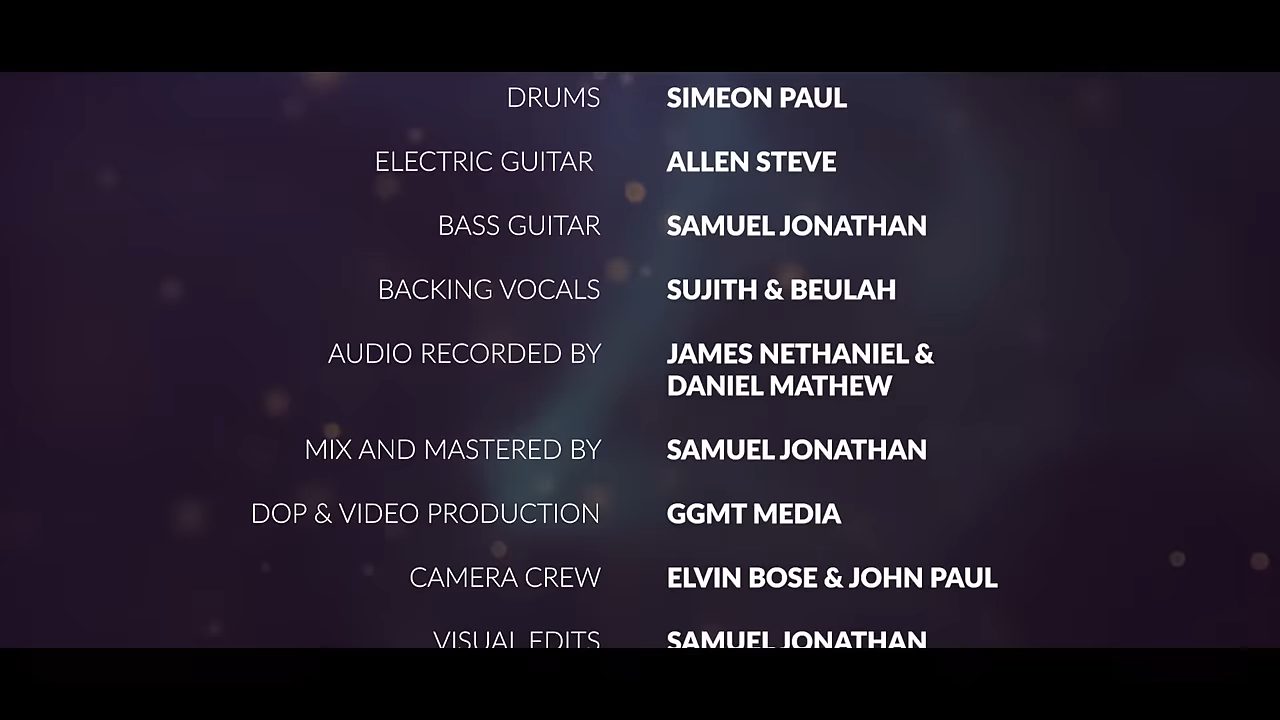 DRUMS SIMEON PAUL
ELECTRIC GUITAR ALLEN STEVE
BASS GUITAR SAMUEL JONATHAN
BACKING VOCALS SUJITH & BEULAH
AUDIO RECORDED BY JAMES NETHANIEL &
DANIEL MATHEW
MIX AND MASTERED BY SAMUEL JONATHAN
DOP & VIDEO PRODUCTION GGMT MEDIA
CAMERA CREW ELVIN BOSE & JOHN PAUL
VISUAL EDITS SAMUEL JONATHAN